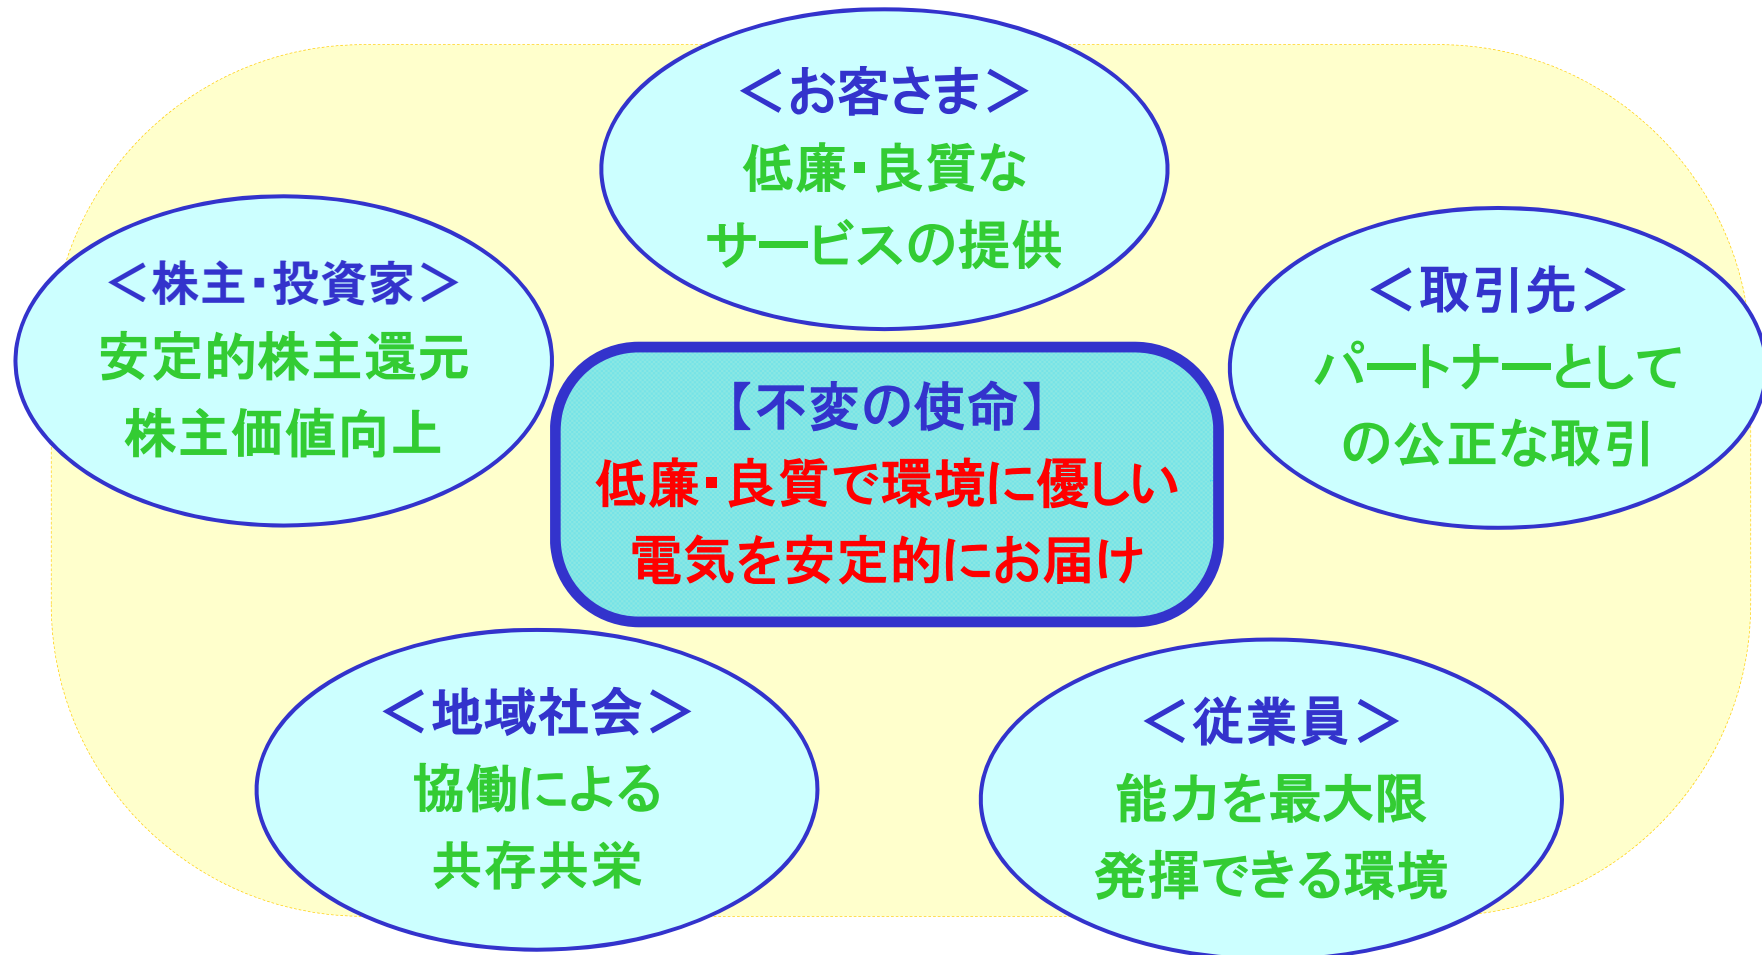 ＜お客さま＞
低廉・良質な
サービスの提供
＜株主・投資家＞
安定的株主還元
株主価値向上
＜取引先＞
パートナーとして
の公正な取引
【不変の使命】
低廉・良質で環境に優しい
電気を安定的にお届け
＜地域社会＞
協働による
共存共栄
＜従業員＞
能力を最大限
発揮できる環境